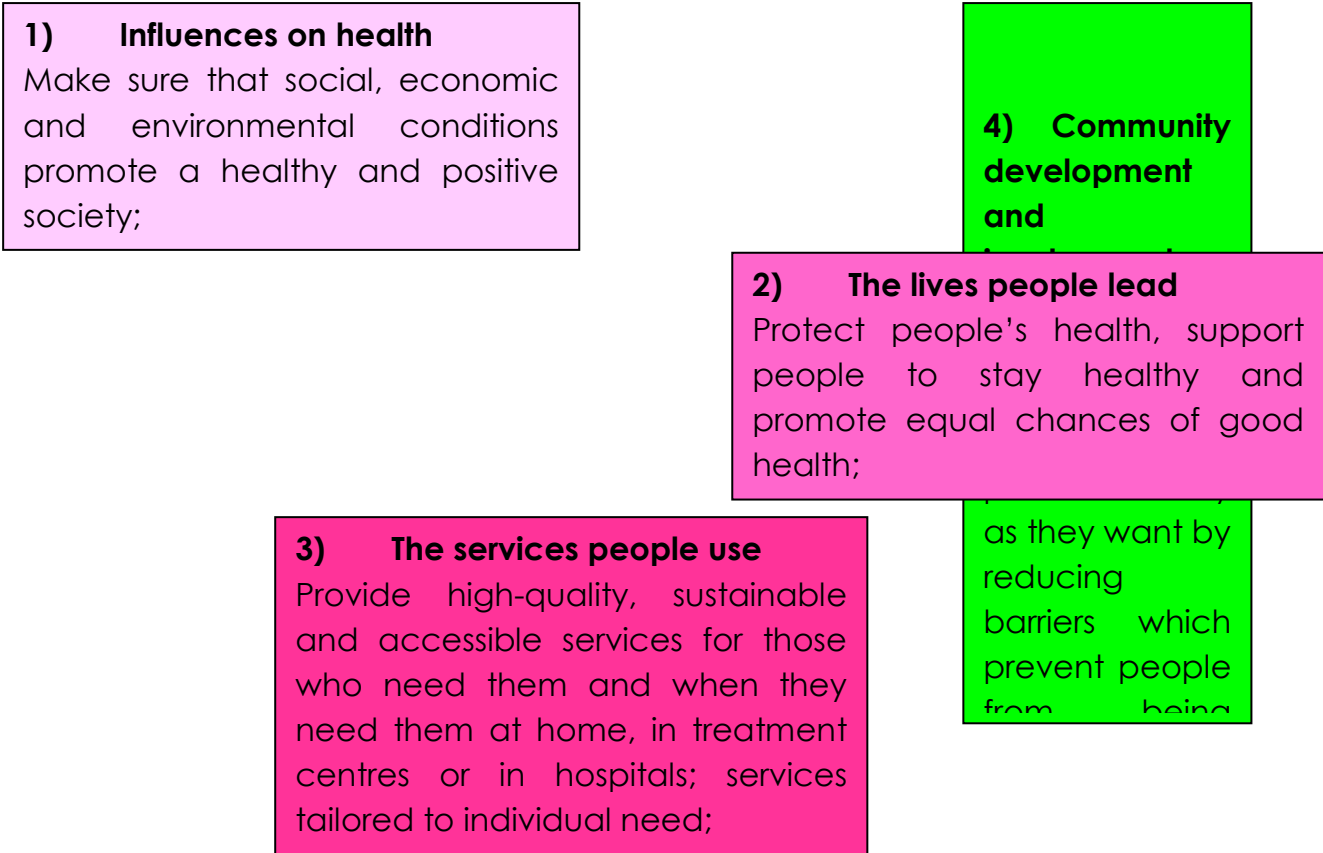 1) Influences on health
Make sure that social, economic
and environmental conditions
promote a healthy and positive
society;
2) The lives people lead
Protect people’s health, support
people to stay healthy and
promote equal chances of good
health;
3) The services people use
Provide high-quality, sustainable
and accessible services for those
who need them and when they
need them at home, in treatment
centres or in hospitals; services
tailored to individual need;
4) Community
development
and
as they want by
reducing
barriers which
prevent people
from being